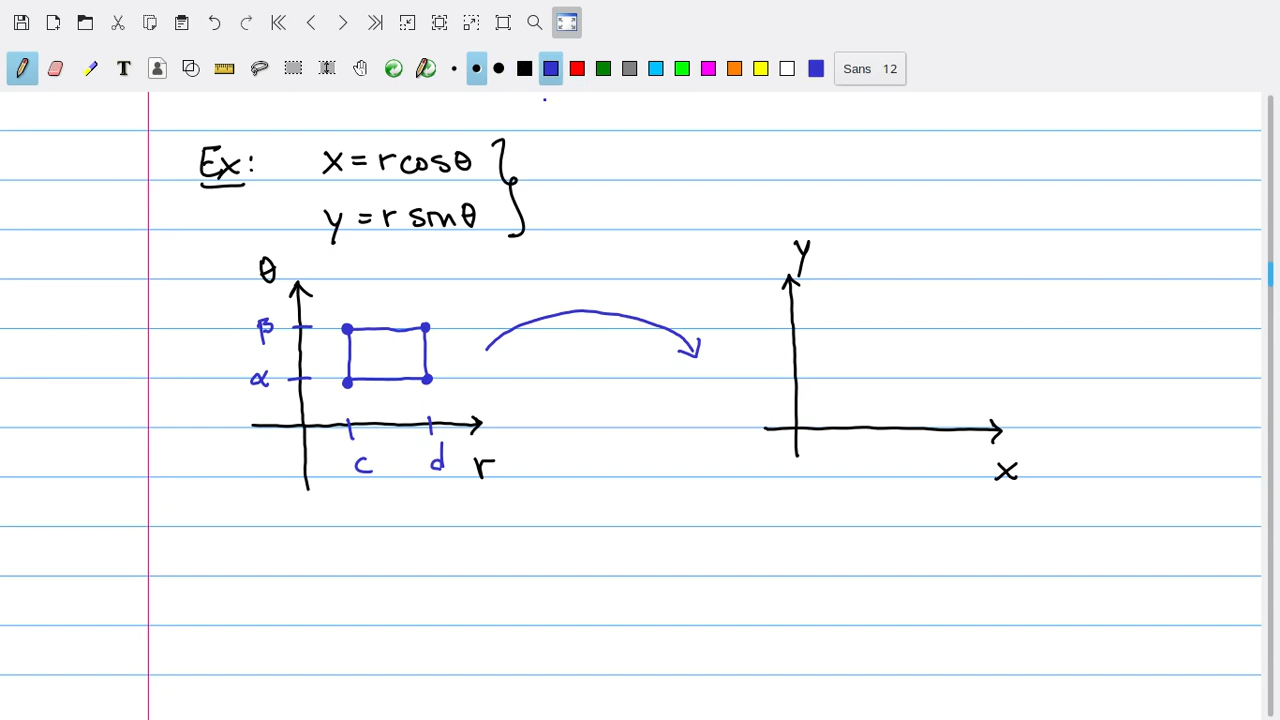 Sans 12
Ex: x = r cos θ
y = r sin θ
θ
y
β
α
c d r
x